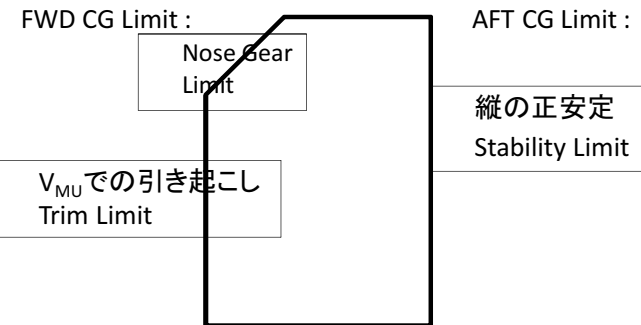 FWD CG Limit :
Nose Gear
Limit
V_MUでの引き起こし
Trim Limit
AFT CG Limit :
縦の正安定
Stability Limit